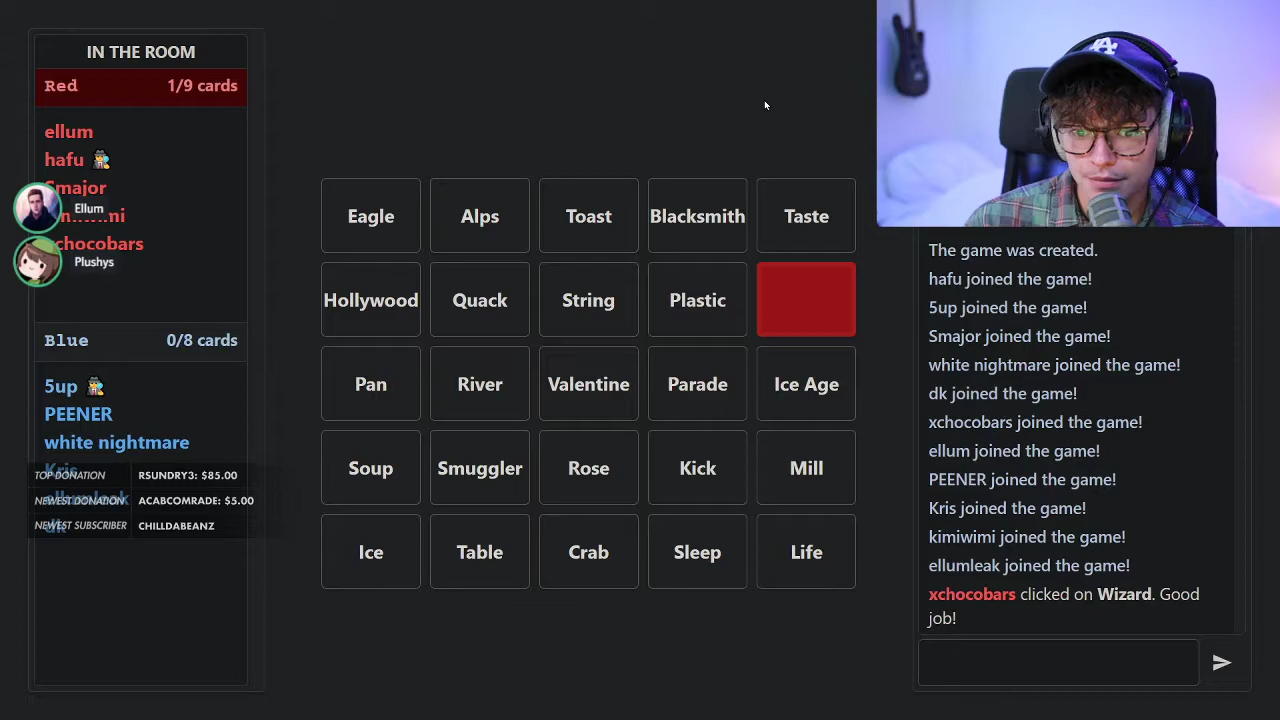 IN THE ROOM
Red 1/9 cards
ellum
hafu
Smajor
xchocobars
Ellum
Plushys
Blue 0/8 cards
5up
PEENER
white nightmare
Kris
ellumleak
dk
TOP DONATION RSUNDRY3: $85.00
NEWEST DONATION ACABCOMRADE: $5.00
NEWEST SUBSCRIBER CHILLDABEANZ
Eagle Alps Toast Blacksmith Taste
Hollywood Quack String Plastic
Pan River Valentine Parade Ice Age
Soup Smuggler Rose Kick Mill
Ice Table Crab Sleep Life
The game was created.
hafu joined the game!
5up joined the game!
Smajor joined the game!
white nightmare joined the game!
dk joined the game!
xchocobars joined the game!
ellum joined the game!
PEENER joined the game!
Kris joined the game!
kimiwimi joined the game!
ellumleak joined the game!
xchocobars clicked on Wizard. Good
job!